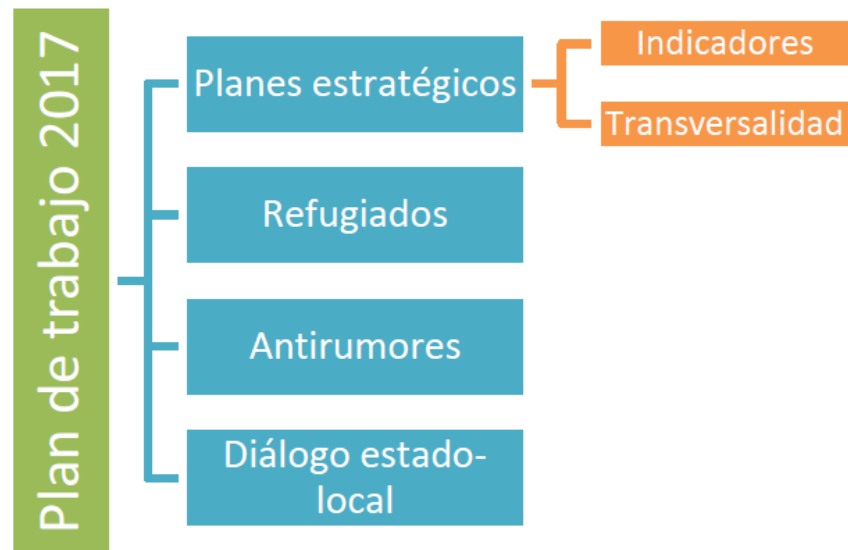 Plan de trabajo 2017
Planes estratégicos
Indicadores
Transversalidad
Refugiados
Antirumores
Diálogo estado-
local